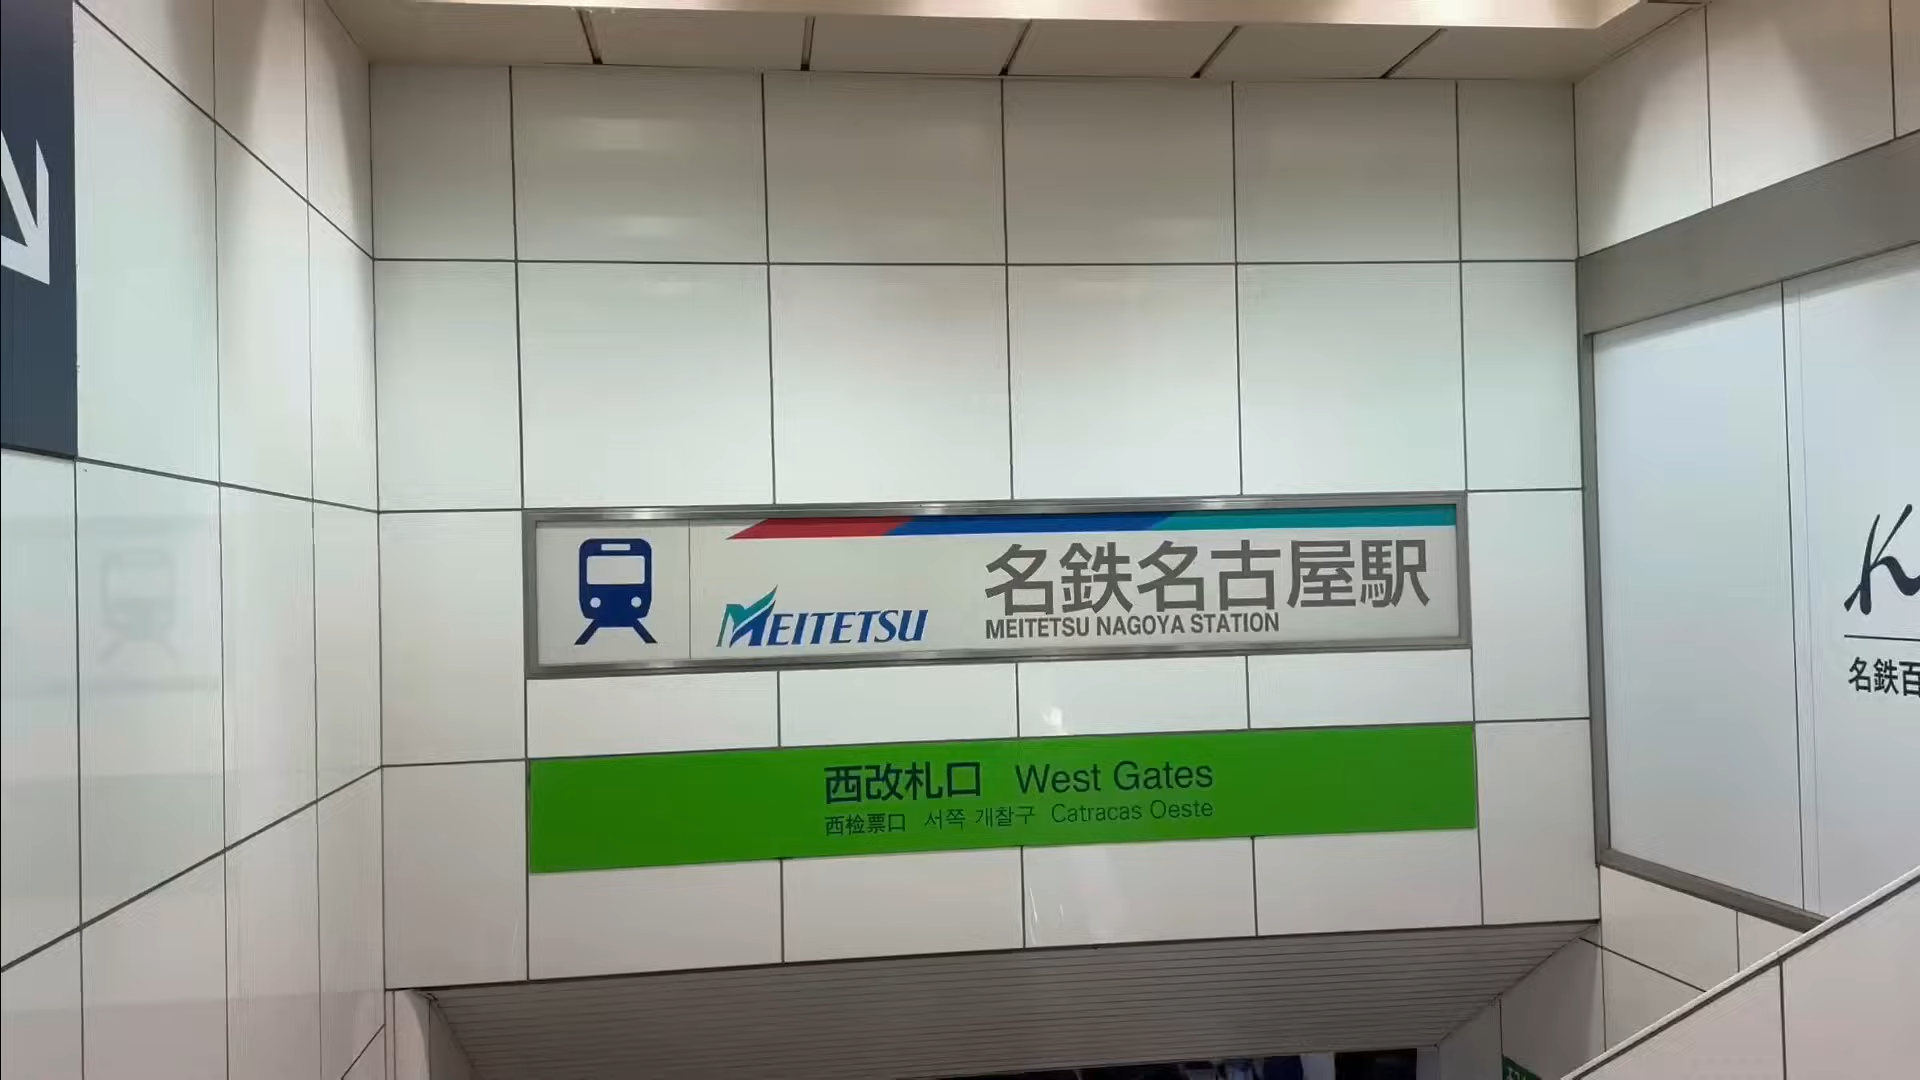 MEITETSU
名鉄名古屋駅
MEITETSU NAGOYA STATION
西改札口 West Gates
西检票口 서쪽 개찰구 Catracas Oeste
名鉄百